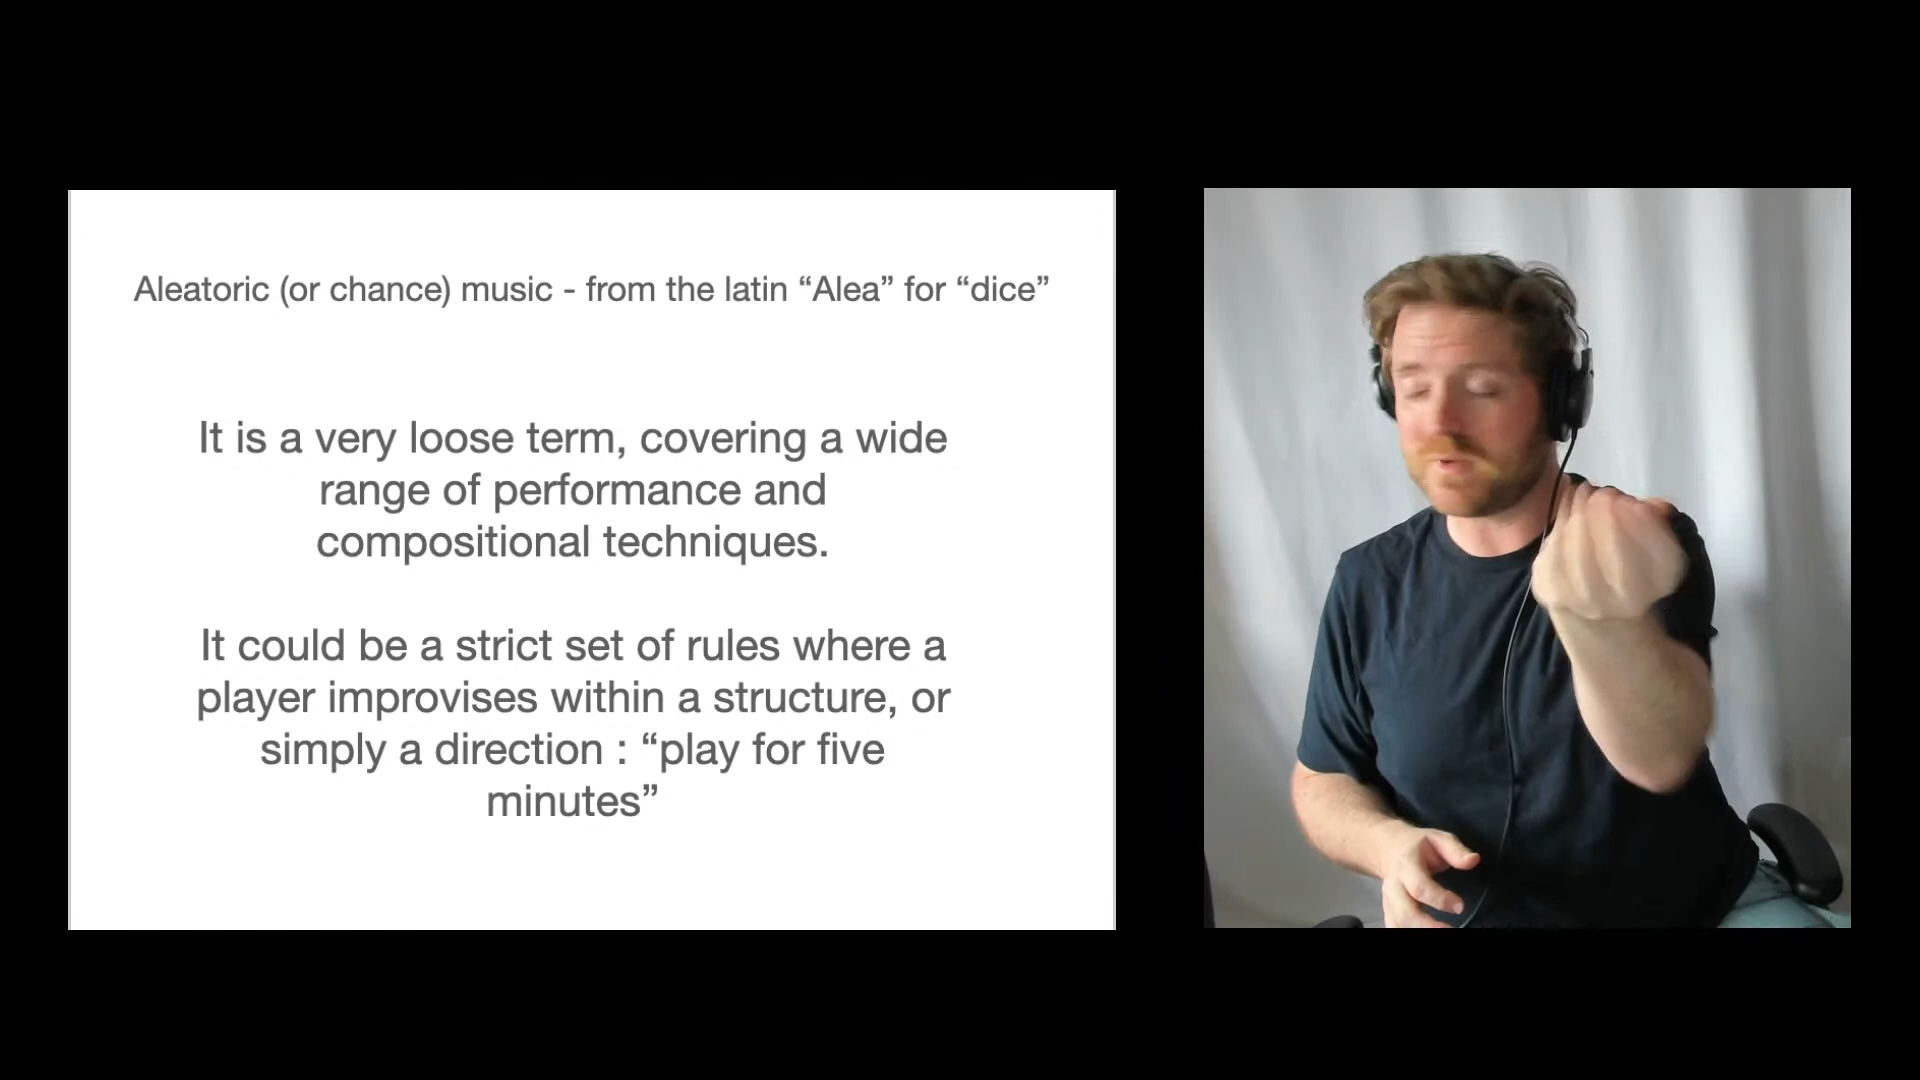 Aleatoric (or chance) music - from the latin “Alea” for “dice”
It is a very loose term, covering a wide
range of performance and
compositional techniques.
It could be a strict set of rules where a
player improvises within a structure, or
simply a direction : “play for five
minutes”